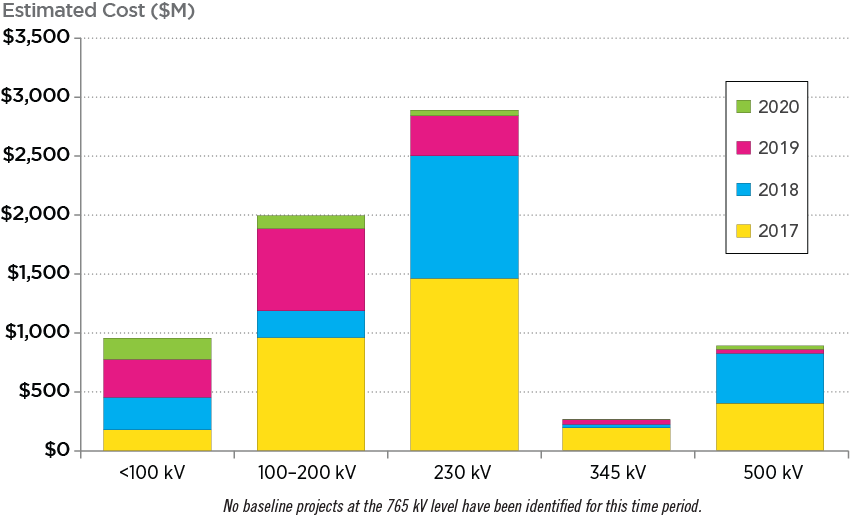 Estimated Cost ($M)
$3,500
$3,000
$2,500
$2,000
$1,500
$1,000
$500
$0
2020
2019
2018
2017
<100 kV
100–200 kV
230 kV
345 kV
500 kV
No baseline projects at the 765 kV level have been identified for this time period.